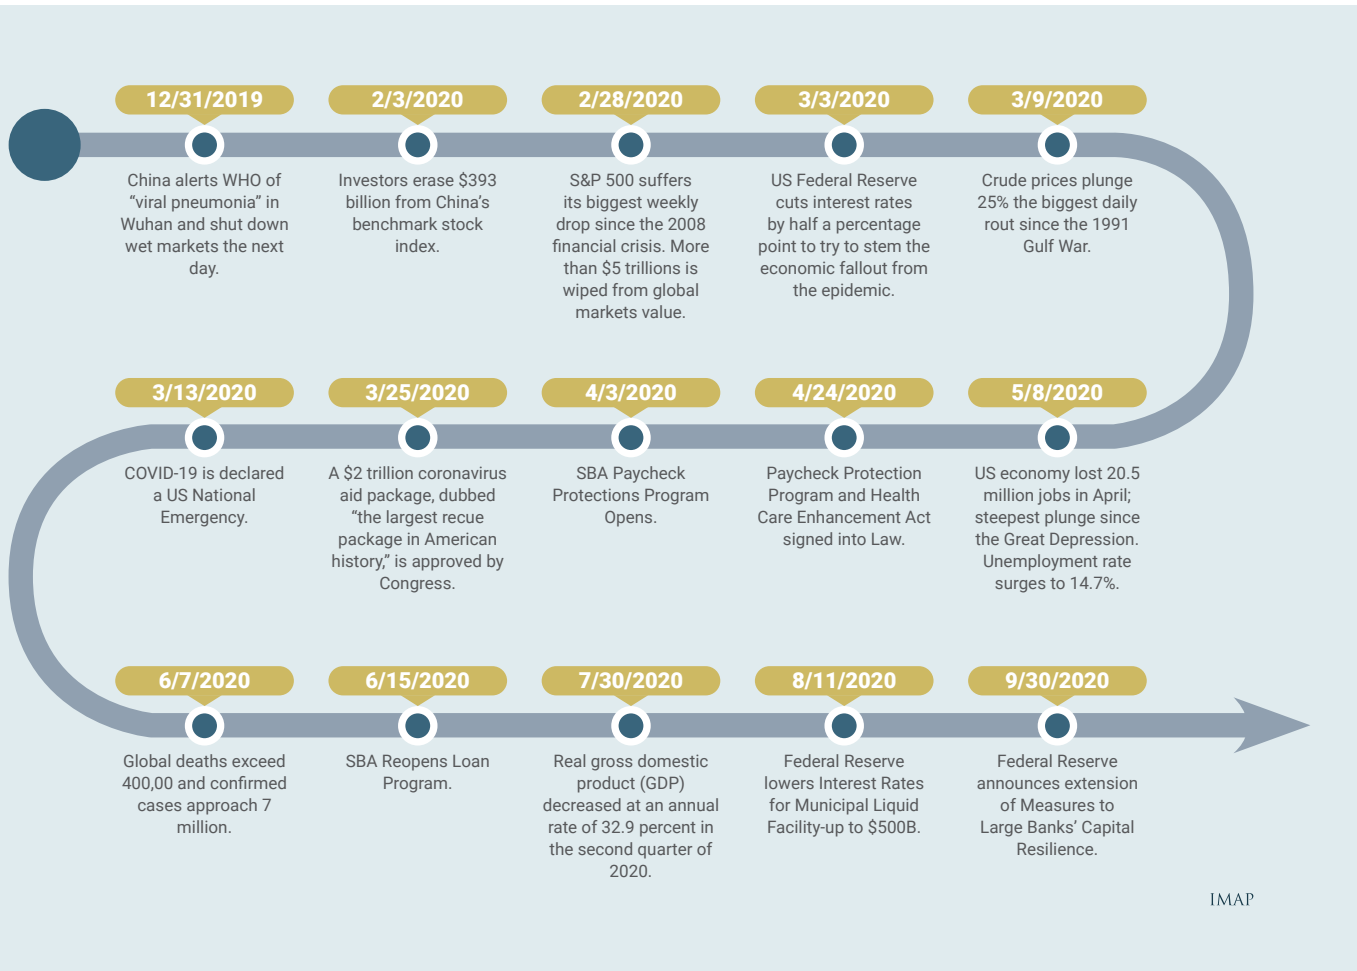 12/31/2019
China alerts WHO of
“viral pneumonia” in
Wuhan and shut down
wet markets the next
day.
2/3/2020
Investors erase $393
billion from China’s
benchmark stock
index.
2/28/2020
S&P 500 suffers
its biggest weekly
drop since the 2008
financial crisis. More
than $5 trillions is
wiped from global
markets value.
3/3/2020
US Federal Reserve
cuts interest rates
by half a percentage
point to try to stem the
economic fallout from
the epidemic.
3/9/2020
Crude prices plunge
25% the biggest daily
rout since the 1991
Gulf War.
3/13/2020
COVID-19 is declared
a US National
Emergency.
3/25/2020
A $2 trillion coronavirus
aid package, dubbed
“the largest recue
package in American
history,” is approved by
Congress.
4/3/2020
SBA Paycheck
Protections Program
Opens.
4/24/2020
Paycheck Protection
Program and Health
Care Enhancement Act
signed into Law.
5/8/2020
US economy lost 20.5
million jobs in April;
steepest plunge since
the Great Depression.
Unemployment rate
surges to 14.7%.
6/7/2020
Global deaths exceed
400,00 and confirmed
cases approach 7
million.
6/15/2020
SBA Reopens Loan
Program.
7/30/2020
Real gross domestic
product (GDP)
decreased at an annual
rate of 32.9 percent in
the second quarter of
2020.
8/11/2020
Federal Reserve
lowers Interest Rates
for Municipal Liquid
Facility-up to $500B.
9/30/2020
Federal Reserve
announces extension
of Measures to
Large Banks’ Capital
Resilience.
IMAP